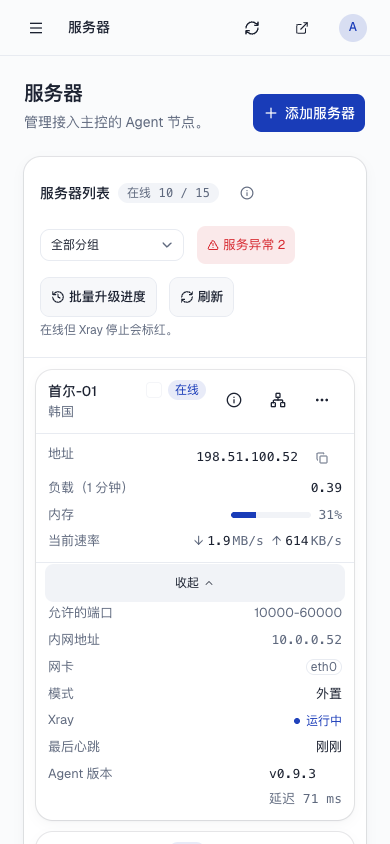 服务器
A
服务器
管理接入主控的 Agent 节点。
添加服务器
服务器列表
在线 10 / 15
全部分组
服务异常 2
批量升级进度
刷新
在线但 Xray 停止会标红。
首尔-01
在线
韩国
地址 198.51.100.52
负载（1 分钟） 0.39
内存 31%
当前速率 ↓ 1.9 MB/s ↑ 614 KB/s
收起
允许的端口 10000-60000
内网地址 10.0.0.52
网卡 eth0
模式 外置
Xray 运行中
最后心跳 刚刚
Agent 版本 v0.9.3
延迟 71 ms